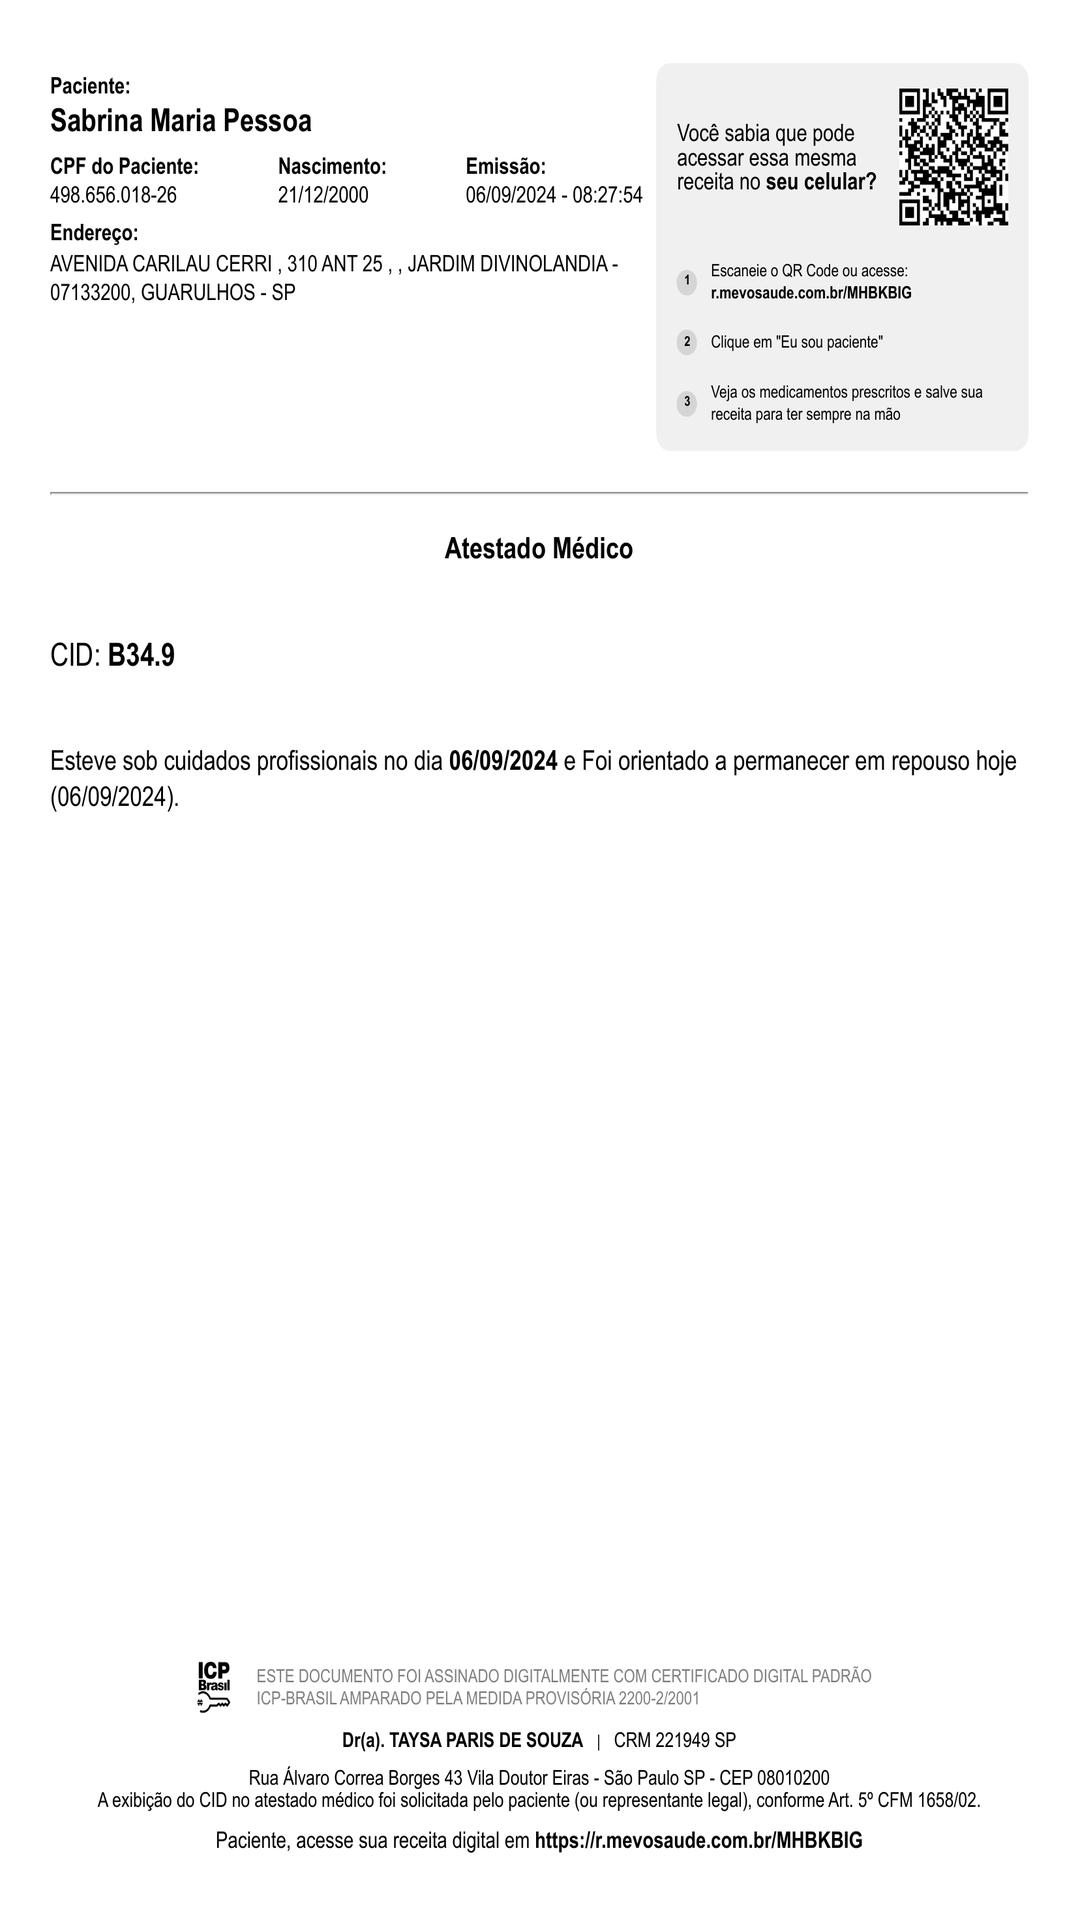 Paciente:
Sabrina Maria Pessoa
CPF do Paciente: Nascimento: Emissão:
498.656.018-26 21/12/2000 06/09/2024 - 08:27:54
Endereço:
AVENIDA CARILAU CERRI , 310 ANT 25 , , JARDIM DIVINOLANDIA -
07133200, GUARULHOS - SP
Você sabia que pode
acessar essa mesma
receita no seu celular?
1 Escaneie o QR Code ou acesse:
r.mevosaude.com.br/MHBKBIG
2 Clique em "Eu sou paciente"
3 Veja os medicamentos prescritos e salve sua
receita para ter sempre na mão
Atestado Médico
CID: B34.9
Esteve sob cuidados profissionais no dia 06/09/2024 e Foi orientado a permanecer em repouso hoje
(06/09/2024).
ICP
Brasil
ESTE DOCUMENTO FOI ASSINADO DIGITALMENTE COM CERTIFICADO DIGITAL PADRÃO
ICP-BRASIL AMPARADO PELA MEDIDA PROVISÓRIA 2200-2/2001
Dr(a). TAYSA PARIS DE SOUZA | CRM 221949 SP
Rua Álvaro Correa Borges 43 Vila Doutor Eiras - São Paulo SP - CEP 08010200
A exibição do CID no atestado médico foi solicitada pelo paciente (ou representante legal), conforme Art. 5º CFM 1658/02.
Paciente, acesse sua receita digital em https://r.mevosaude.com.br/MHBKBIG